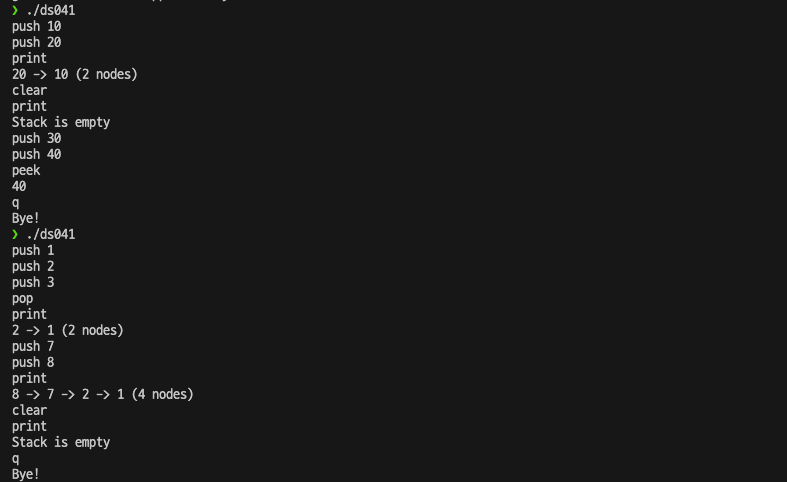 ❯ ./ds041
push 10
push 20
print
20 -> 10 (2 nodes)
clear
print
Stack is empty
push 30
push 40
peek
40
q
Bye!
❯ ./ds041
push 1
push 2
push 3
pop
print
2 -> 1 (2 nodes)
push 7
push 8
print
8 -> 7 -> 2 -> 1 (4 nodes)
clear
print
Stack is empty
q
Bye!